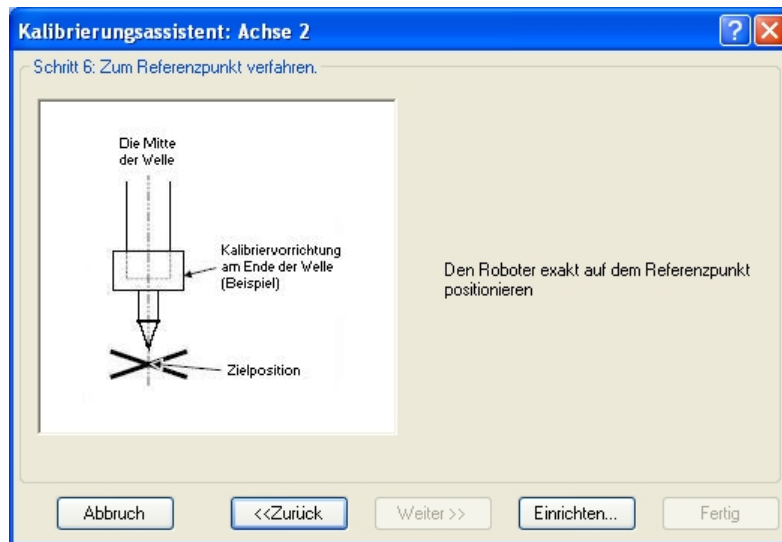 Kalibrierungsassistent: Achse 2
Schritt 6: Zum Referenzpunkt verfahren.
Die Mitte
der Welle
Kalibriervorrichtung
am Ende der Welle
(Beispiel)
Zielposition
Den Roboter exakt auf dem Referenzpunkt
positionieren
Abbruch
<<Zurück
Weiter >>
Einrichten...
Fertig